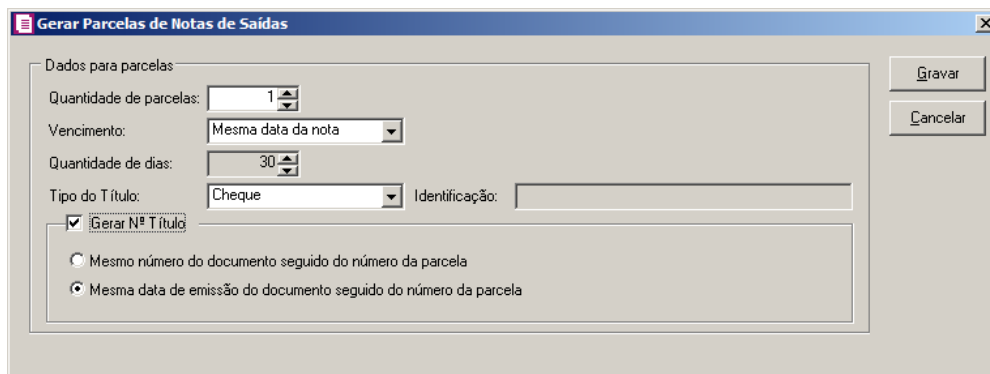 Gerar Parcelas de Notas de Saídas
Dados para parcelas
Gravar
Quantidade de parcelas: 1
Cancelar
Vencimento: Mesma data da nota
Quantidade de dias: 30
Tipo do Título: Cheque Identificação:
Gerar Nº Título
Mesmo número do documento seguido do número da parcela
Mesma data de emissão do documento seguido do número da parcela